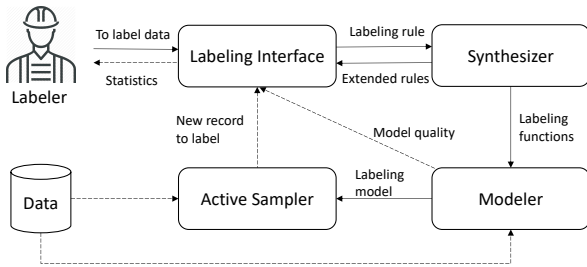 To label data
Labeling Interface
Labeling rule
Synthesizer
Statistics
Extended rules
Labeler
New record
to label
Model quality
Labeling
functions
Data
Active Sampler
Labeling
model
Modeler